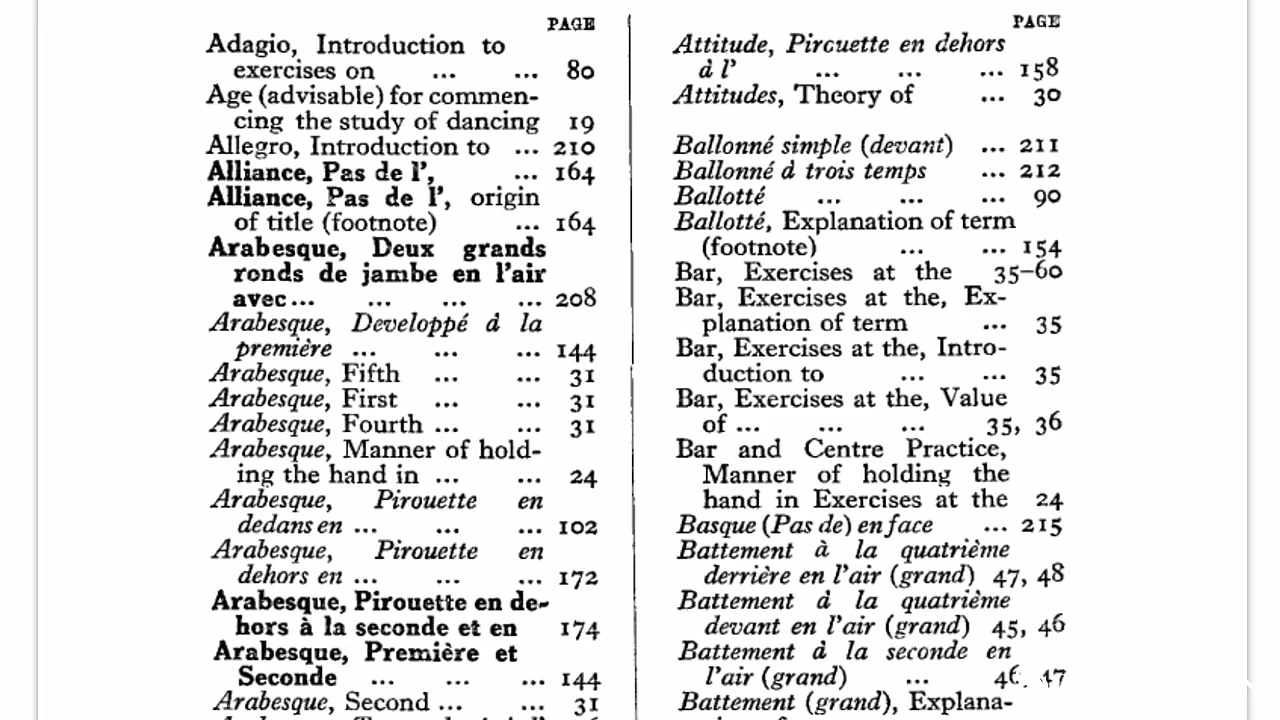 PAGE
Adagio, Introduction to
exercises on ... ... 80
Age (advisable) for commen-
cing the study of dancing 19
Allegro, Introduction to ... 210
Alliance, Pas de l', ... 164
Alliance, Pas de l', origin
of title (footnote) ... 164
Arabesque, Deux grands
ronds de jambe en l'air
avec... ... ... ... 208
Arabesque, Developpé à la
première ... ... ... 144
Arabesque, Fifth ... ... 31
Arabesque, First ... ... 31
Arabesque, Fourth ... ... 31
Arabesque, Manner of hold-
ing the hand in ... ... 24
Arabesque, Pirouette en
dedans en ... ... ... 102
Arabesque, Pirouette en
dehors en ... ... ... 172
Arabesque, Pirouette en de-
hors à la seconde et en 174
Arabesque, Première et
Seconde ... ... ... 144
Arabesque, Second ... ... 31
PAGE
Attitude, Pircuette en dehors
à l' ... ... ... 158
Attitudes, Theory of ... 30
Ballonné simple (devant) ... 211
Ballonné à trois temps ... 212
Ballotté ... ... ... 90
Ballotté, Explanation of term
(footnote) ... ... 154
Bar, Exercises at the 35–60
Bar, Exercises at the, Ex-
planation of term ... 35
Bar, Exercises at the, Intro-
duction to ... ... 35
Bar, Exercises at the, Value
of ... ... ... 35, 36
Bar and Centre Practice,
Manner of holding the
hand in Exercises at the 24
Basque (Pas de) en face ... 215
Battement à la quatrième
derrière en l'air (grand) 47, 48
Battement à la quatrième
devant en l'air (grand) 45, 46
Battement à la seconde en
l'air (grand) ... 46, 47
Battement (grand), Explana-